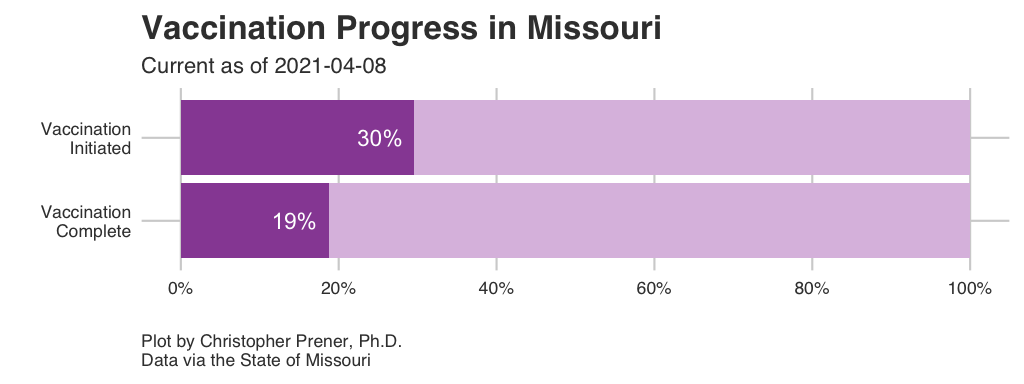 Vaccination Progress in Missouri
Current as of 2021-04-08
Vaccination
Initiated
30%
Vaccination
Complete
19%
0% 20% 40% 60% 80% 100%
Plot by Christopher Prener, Ph.D.
Data via the State of Missouri